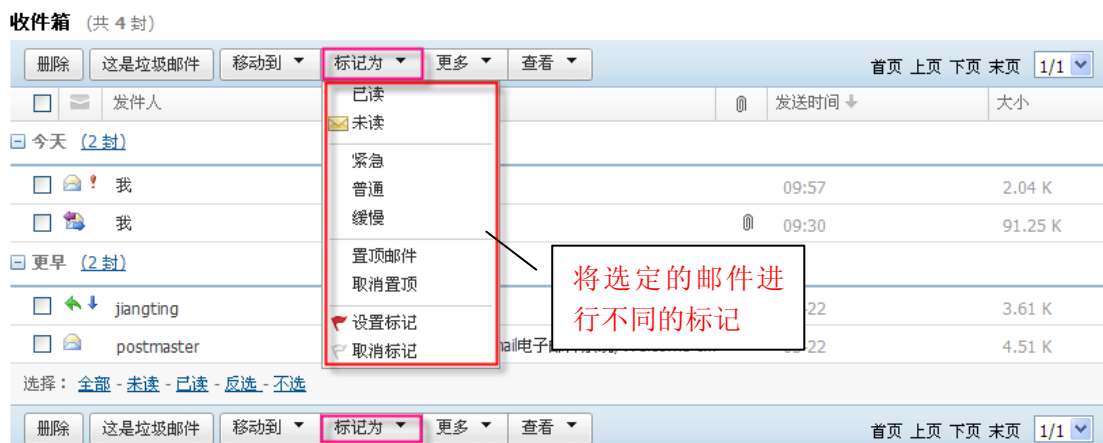 收件箱 (共 4 封)
删除 这是垃圾邮件 移动到 标记为 更多 查看 首页 上页 下页 末页 1/1
发件人 发送时间 大小
已读
未读
今天 (2 封)
紧急
我 09:57 2.04 K
普通
缓慢
我 09:30 91.25 K
置顶邮件
更早 (2 封)
取消置顶
将选定的邮件进
行不同的标记
jiangting -22 3.61 K
设置标记
postmaster -22 4.51 K
取消标记
选择： 全部 - 未读 - 已读 - 反选 - 不选
删除 这是垃圾邮件 移动到 标记为 更多 查看 首页 上页 下页 末页 1/1